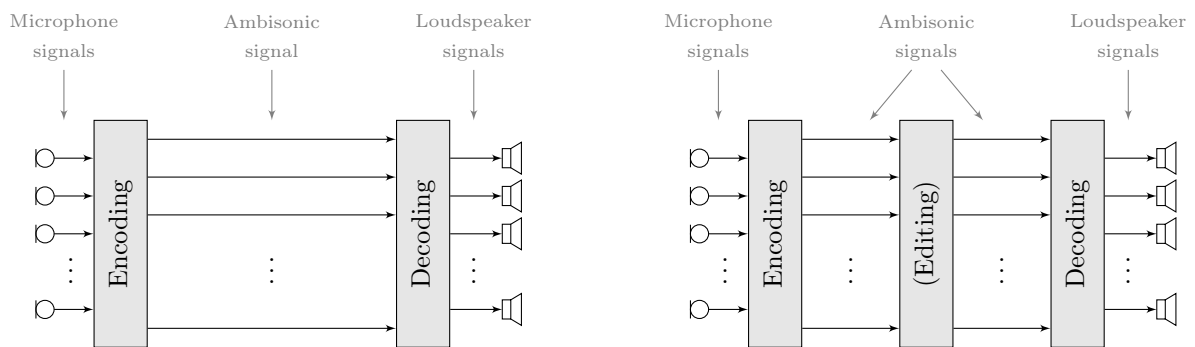 Microphone
signals
Ambisonic
signal
Loudspeaker
signals
Encoding
Decoding
Microphone
signals
Ambisonic
signals
Loudspeaker
signals
Encoding
(Editing)
Decoding